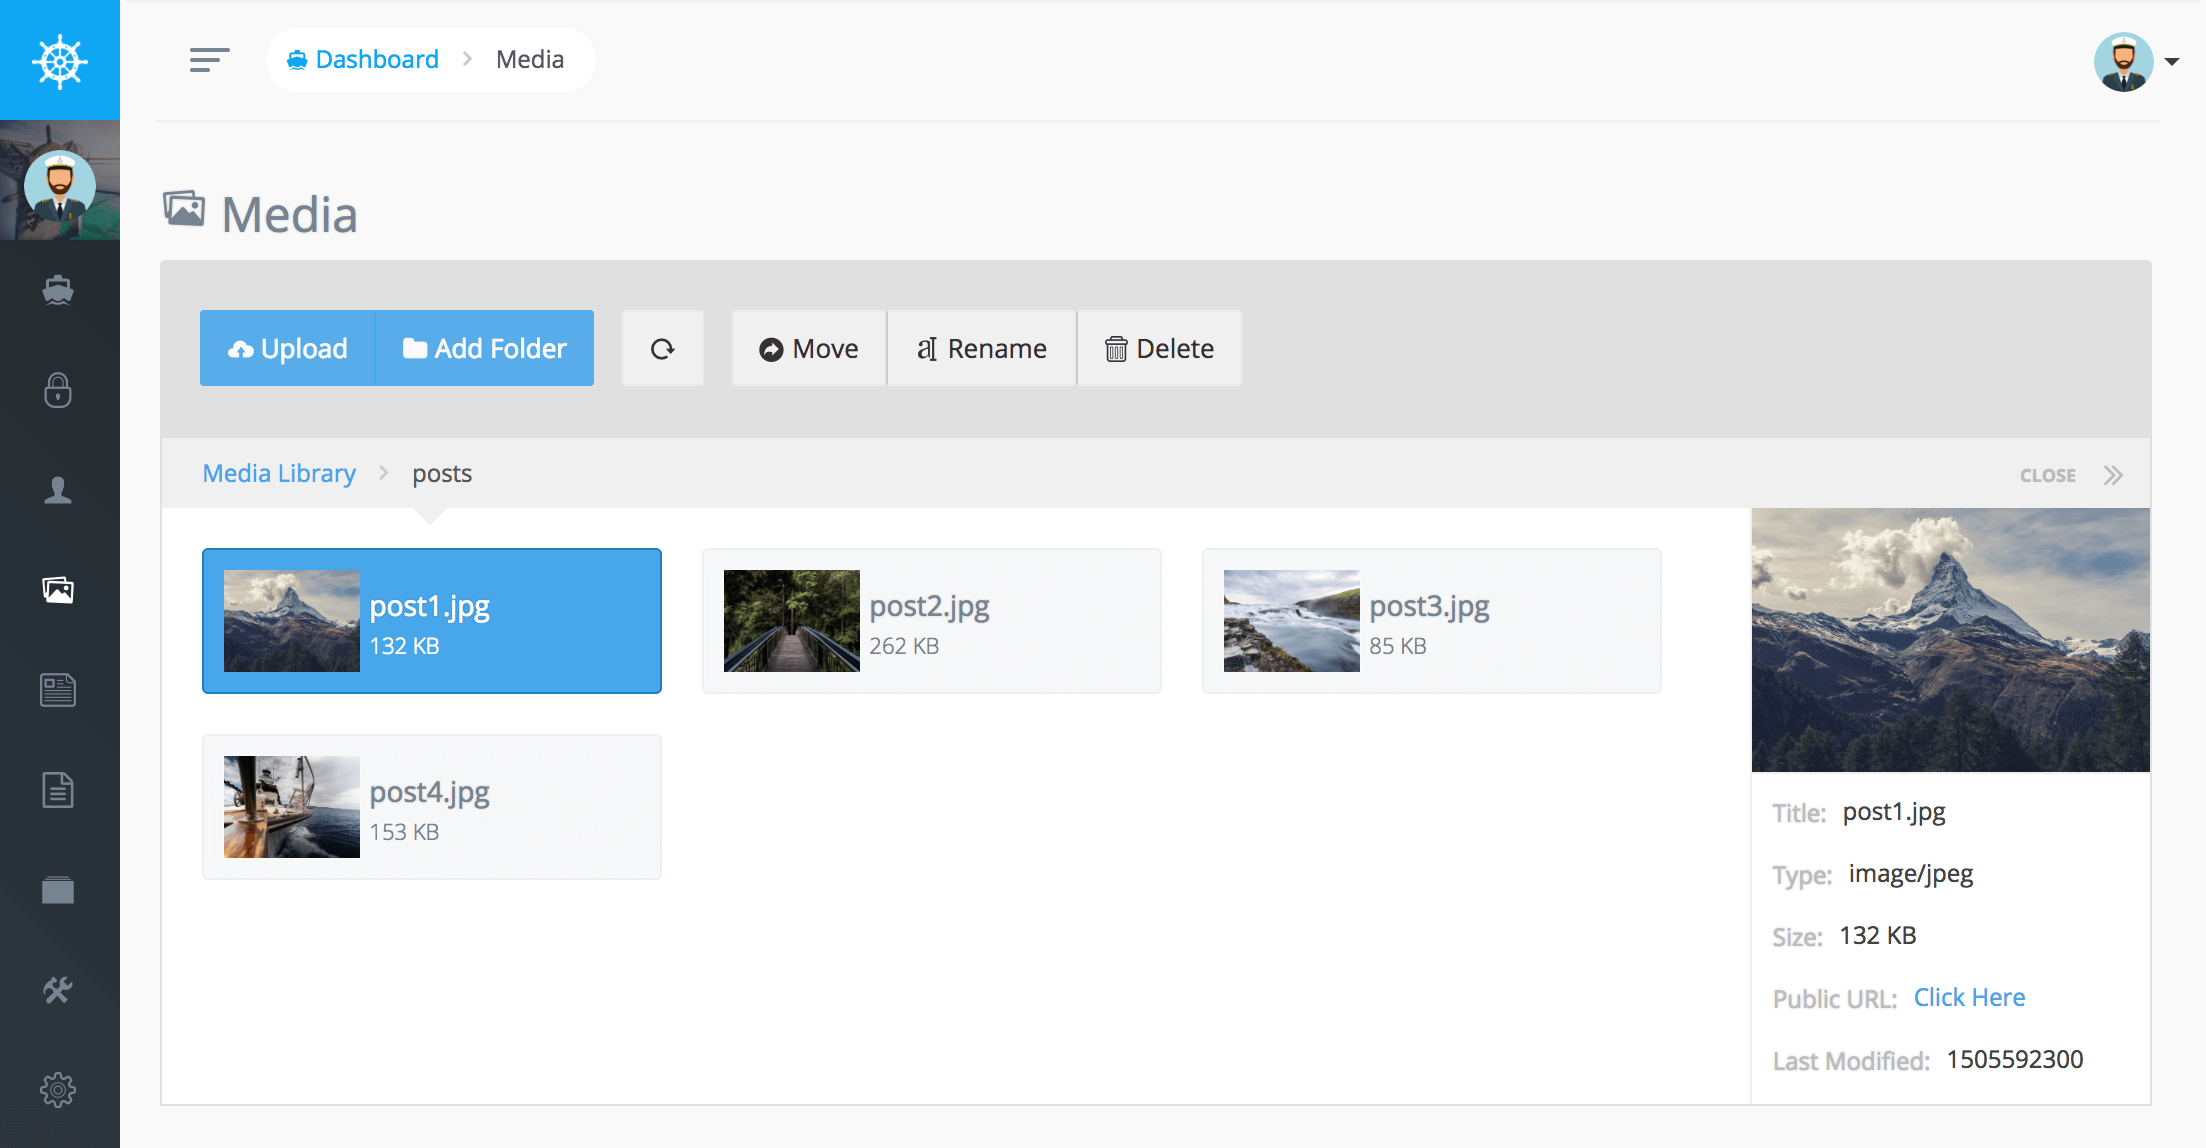 Dashboard > Media
Media
Upload Add Folder Move Rename Delete
Media Library > posts CLOSE
post1.jpg
132 KB
post2.jpg
262 KB
post3.jpg
85 KB
post4.jpg
153 KB
Title: post1.jpg
Type: image/jpeg
Size: 132 KB
Public URL: Click Here
Last Modified: 1505592300